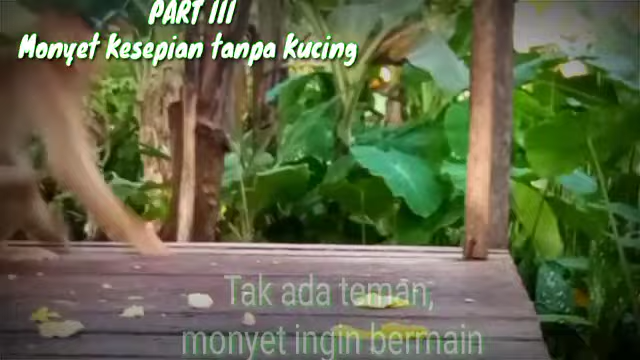 PART III
Monyet kesepian tanpa Kucing
Tak ada teman,
monyet ingin bermain